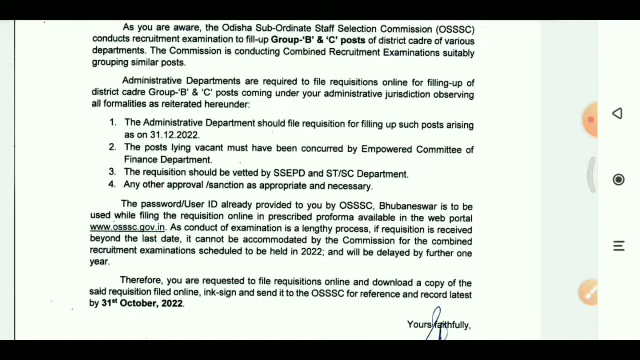 As you are aware, the Odisha Sub-Ordinate Staff Selection Commission (OSSSC)
conducts recruitment examination to fill-up Group-‘B’ & ‘C’ posts of district cadre of various
departments. The Commission is conducting Combined Recruitment Examinations suitably
grouping similar posts.
Administrative Departments are required to file requisitions online for filling-up of
district cadre Group-‘B’ & ‘C’ posts coming under your administrative jurisdiction observing
all formalities as reiterated hereunder:
1. The Administrative Department should file requisition for filling up such posts arising
as on 31.12.2022.
2. The posts lying vacant must have been concurred by Empowered Committee of
Finance Department.
3. The requisition should be vetted by SSEPD and ST/SC Department.
4. Any other approval /sanction as appropriate and necessary.
The password/User ID already provided to you by OSSSC, Bhubaneswar is to be
used while filing the requisition online in prescribed proforma available in the web portal
www.osssc.gov.in. As conduct of examination is a lengthy process, if requisition is received
beyond the last date, it cannot be accommodated by the Commission for the combined
recruitment examinations scheduled to be held in 2022; and will be delayed by further one
year.
Therefore, you are requested to file requisitions online and download a copy of the
said requisition filed online, ink-sign and send it to the OSSSC for reference and record latest
by 31st October, 2022.
Yours faithfully,